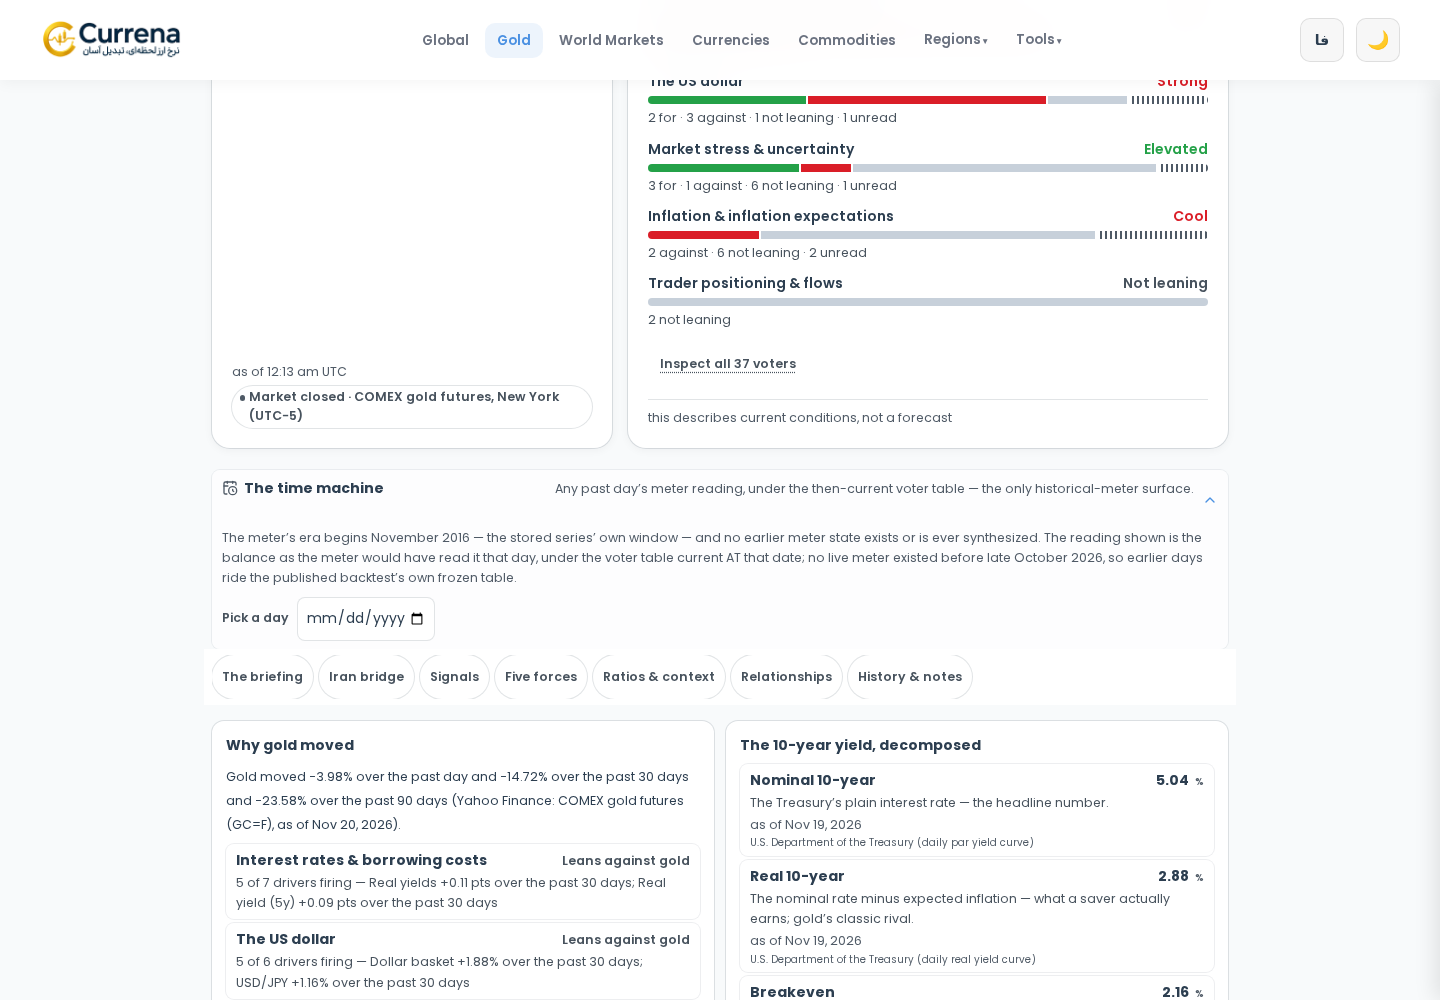 Currena
نرخ ارز لحظه‌ای، تبدیل آسان
Global
Gold
World Markets
Currencies
Commodities
Regions ▾
Tools ▾
فا
The US dollar
Strong
2 for · 3 against · 1 not leaning · 1 unread
Market stress & uncertainty
Elevated
3 for · 1 against · 6 not leaning · 1 unread
Inflation & inflation expectations
Cool
2 against · 6 not leaning · 2 unread
Trader positioning & flows
Not leaning
2 not leaning
Inspect all 37 voters
this describes current conditions, not a forecast
as of 12:13 am UTC
Market closed · COMEX gold futures, New York
(UTC-5)
The time machine
Any past day’s meter reading, under the then-current voter table — the only historical-meter surface.
The meter’s era begins November 2016 — the stored series’ own window — and no earlier meter state exists or is ever synthesized. The reading shown is the
balance as the meter would have read it that day, under the voter table current AT that date; no live meter existed before late October 2026, so earlier days
ride the published backtest’s own frozen table.
Pick a day
mm/dd/yyyy
The briefing
Iran bridge
Signals
Five forces
Ratios & context
Relationships
History & notes
Why gold moved
Gold moved -3.98% over the past day and -14.72% over the past 30 days
and -23.58% over the past 90 days (Yahoo Finance: COMEX gold futures
(GC=F), as of Nov 20, 2026).
Interest rates & borrowing costs
Leans against gold
5 of 7 drivers firing — Real yields +0.11 pts over the past 30 days; Real
yield (5y) +0.09 pts over the past 30 days
The US dollar
Leans against gold
5 of 6 drivers firing — Dollar basket +1.88% over the past 30 days;
USD/JPY +1.16% over the past 30 days
The 10-year yield, decomposed
Nominal 10-year
5.04 %
The Treasury’s plain interest rate — the headline number.
as of Nov 19, 2026
U.S. Department of the Treasury (daily par yield curve)
Real 10-year
2.88 %
The nominal rate minus expected inflation — what a saver actually
earns; gold’s classic rival.
as of Nov 19, 2026
U.S. Department of the Treasury (daily real yield curve)
Breakeven
2.16 %